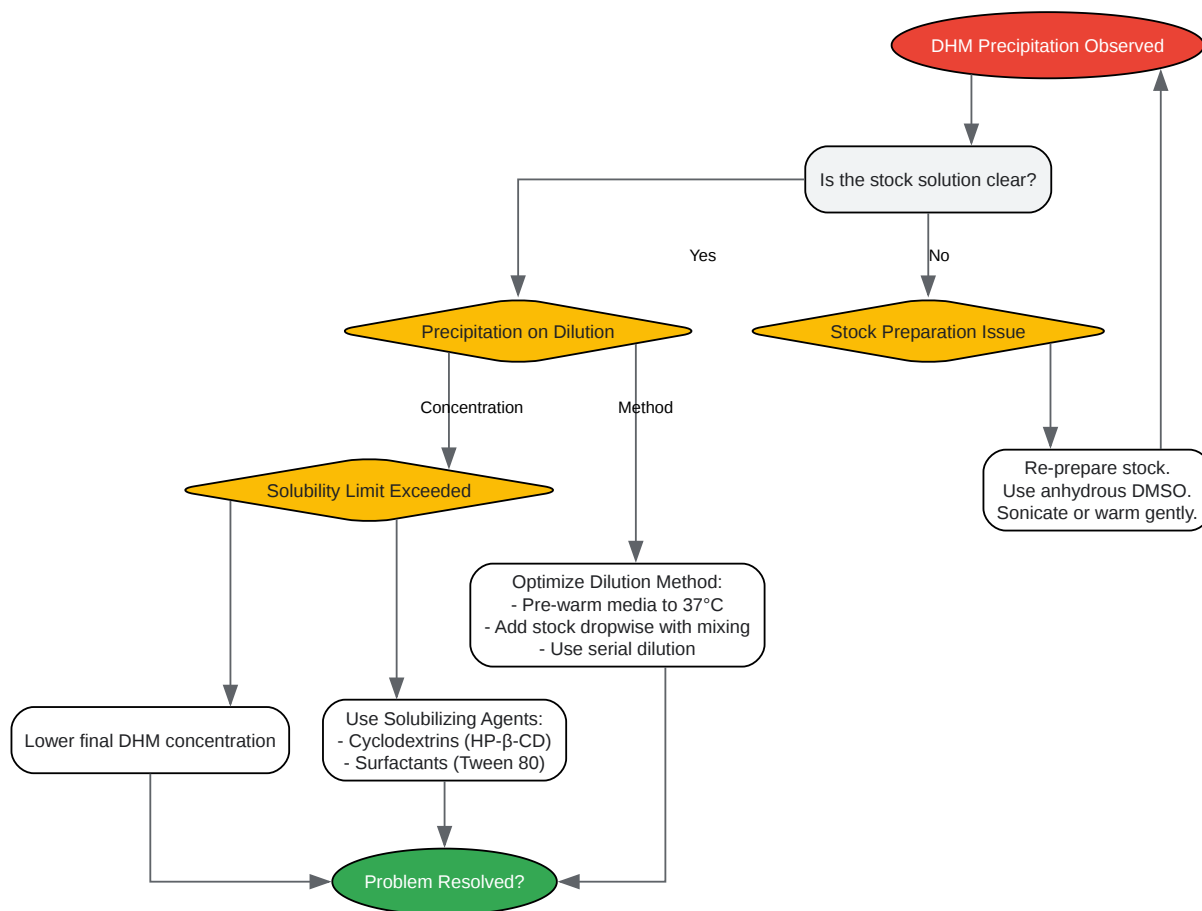 DHM Precipitation Observed
Is the stock solution clear?
Yes
No
Precipitation on Dilution
Stock Preparation Issue
Concentration
Method
Re-prepare stock.
Use anhydrous DMSO.
Sonicate or warm gently.
Solubility Limit Exceeded
Optimize Dilution Method:
- Pre-warm media to 37°C
- Add stock dropwise with mixing
- Use serial dilution
Lower final DHM concentration
Use Solubilizing Agents:
- Cyclodextrins (HP-β-CD)
- Surfactants (Tween 80)
Problem Resolved?